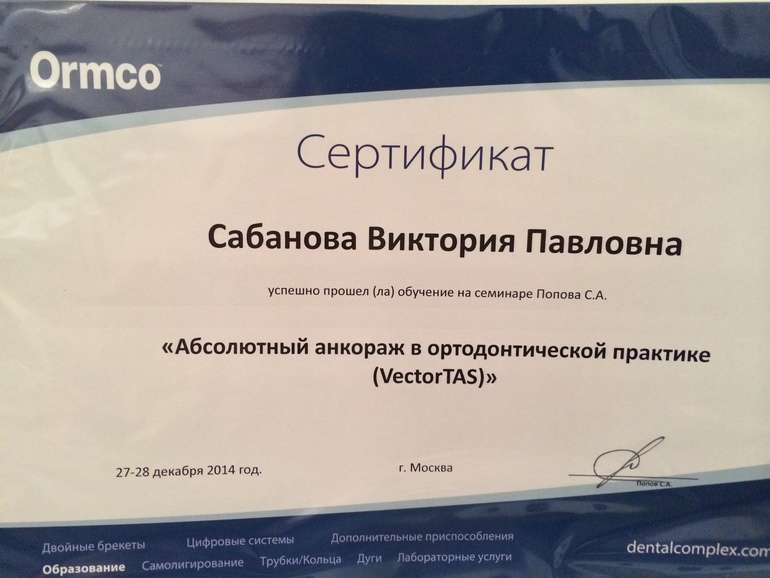 Ormco
Сертификат
Сабанова Виктория Павловна
успешно прошел (ла) обучение на семинаре Попова С.А.
«Абсолютный анкораж в ортодонтической практике
(VectorTAS)»
27-28 декабря 2014 год.
г. Москва
Попов С.А.
Двойные брекеты Цифровые системы Дополнительные приспособления
Образование Самолигирование Трубки/Кольца Дуги Лабораторные услуги
dentalcomplex.com